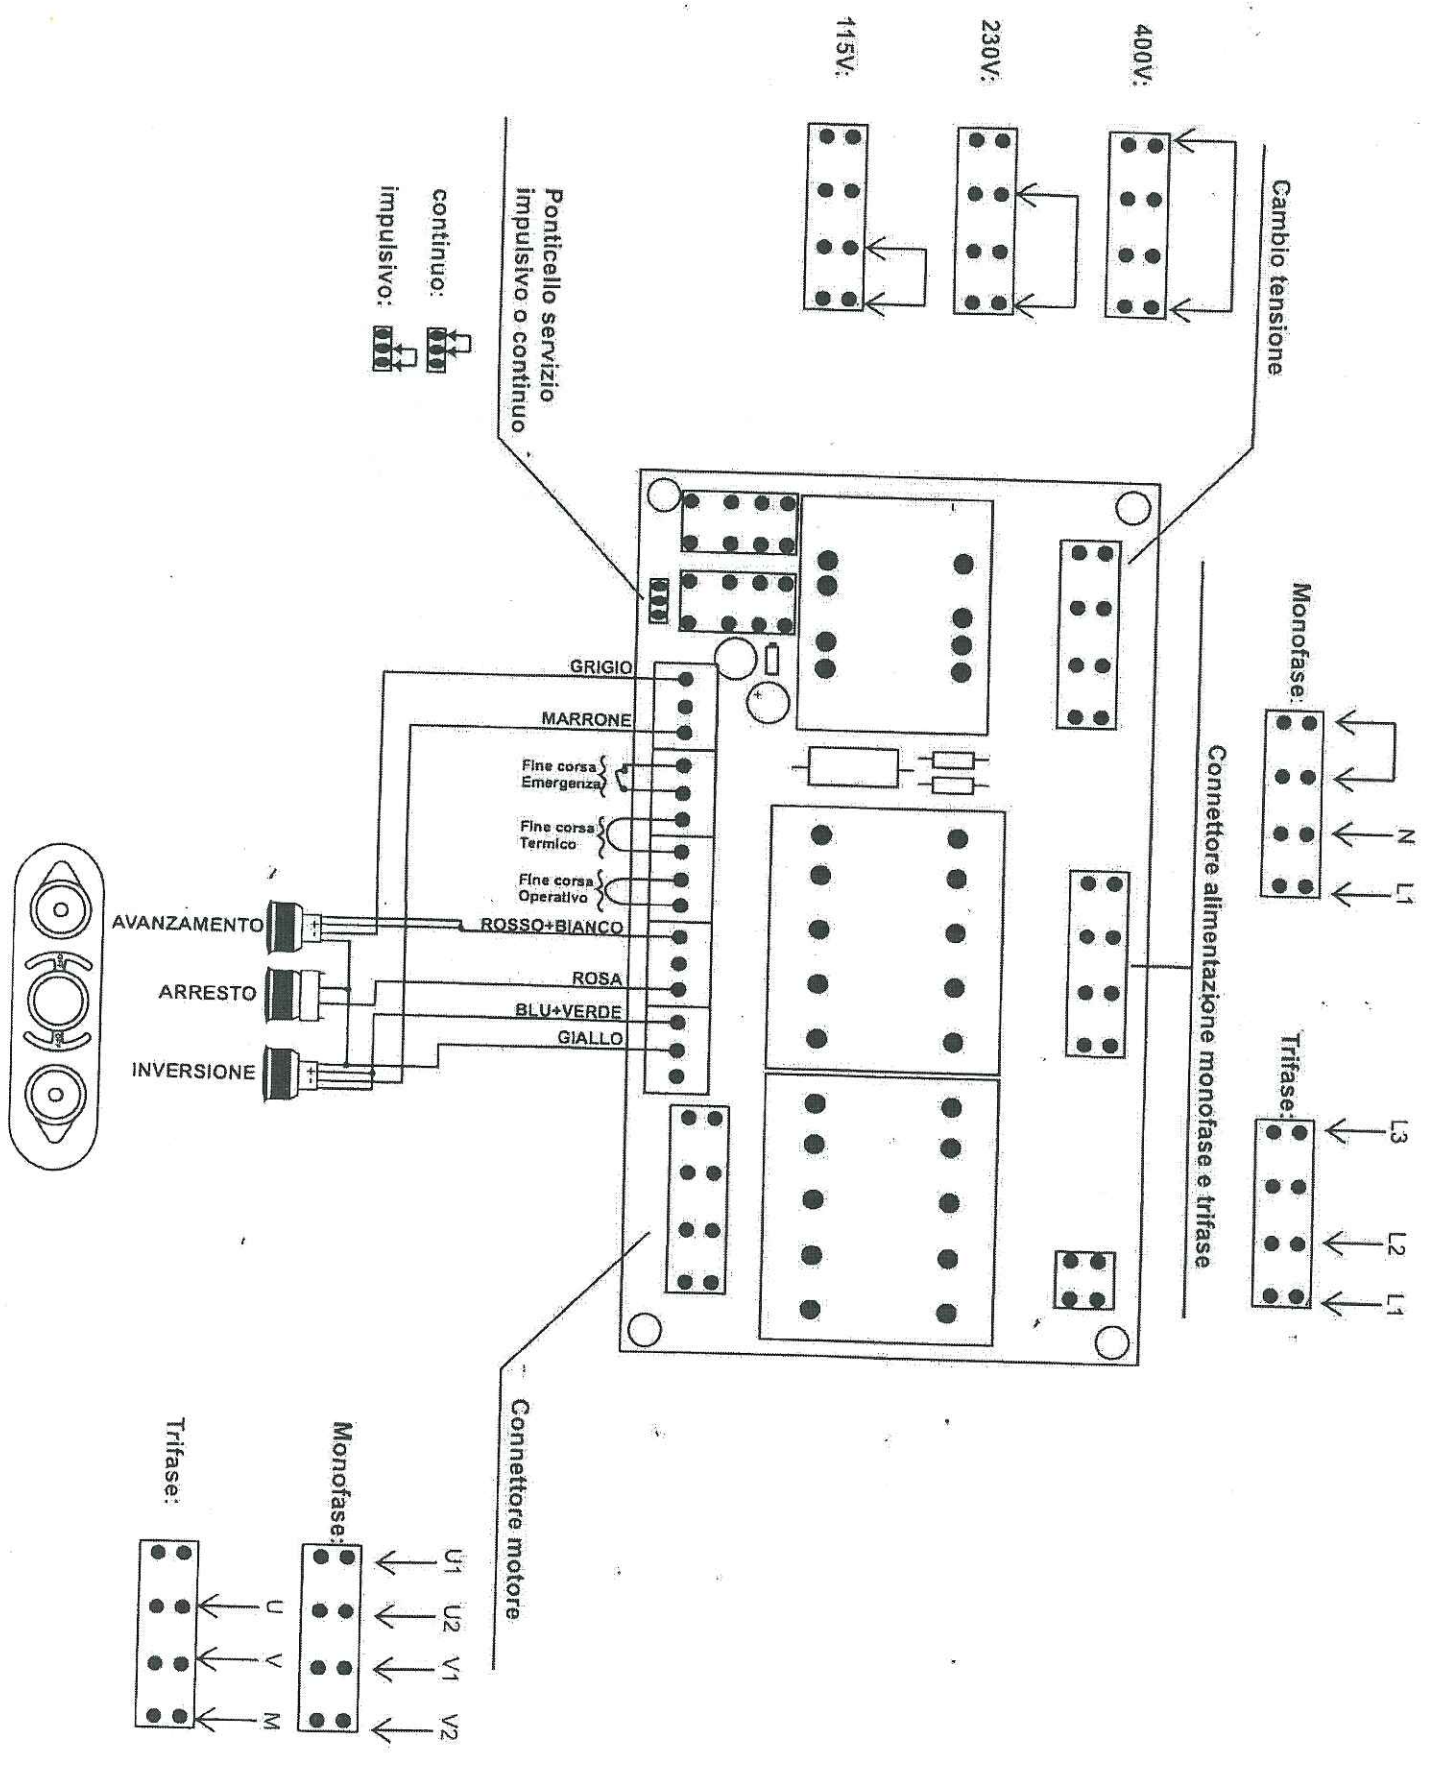 400V:
230V:
115V:
Cambio tensione
Ponticello servizio
impulsivo o continuo
continuo:
impulsivo:
Monofase:
N
L1
Connettore alimentazione monofase e trifase
Trifase:
L3
L2
L1
GRIGIO
MARRONE
Fine corsa
Emergenza
Fine corsa
Termico
Fine corsa
Operativo
ROSSO+BIANCO
ROSA
BLU+VERDE
GIALLO
AVANZAMENTO
ARRESTO
INVERSIONE
+
-
+
-
+
Connettore motore
Monofase:
U1
U2
V1
V2
Trifase:
U
V
M